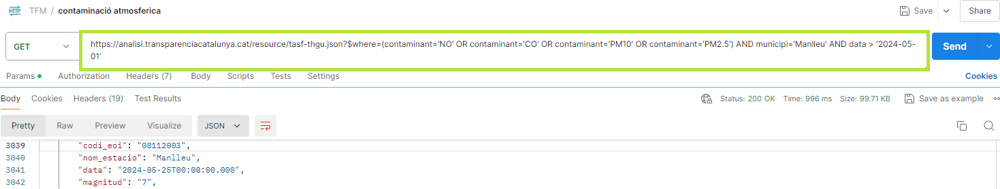 HTTP TFM / contaminació atmosferica Save Share
GET https://analisi.transparenciacatalunya.cat/resource/tasf-thgu.json?$where=(contaminant='NO' OR contaminant='CO' OR contaminant='PM10' OR contaminant='PM2.5') AND municipi='Manlleu' AND data > '2024-05-
01' Send
Params Authorization Headers (7) Body Scripts Tests Settings Cookies
Body Cookies Headers (19) Test Results Status: 200 OK Time: 996 ms Size: 99.71 KB Save as example
Pretty Raw Preview Visualize JSON
3039 "codi_eoi": "08112003",
3040 "nom_estacio": "Manlleu",
3041 "data": "2024-05-25T00:00:00.000",
3042 "magnitud": "7",